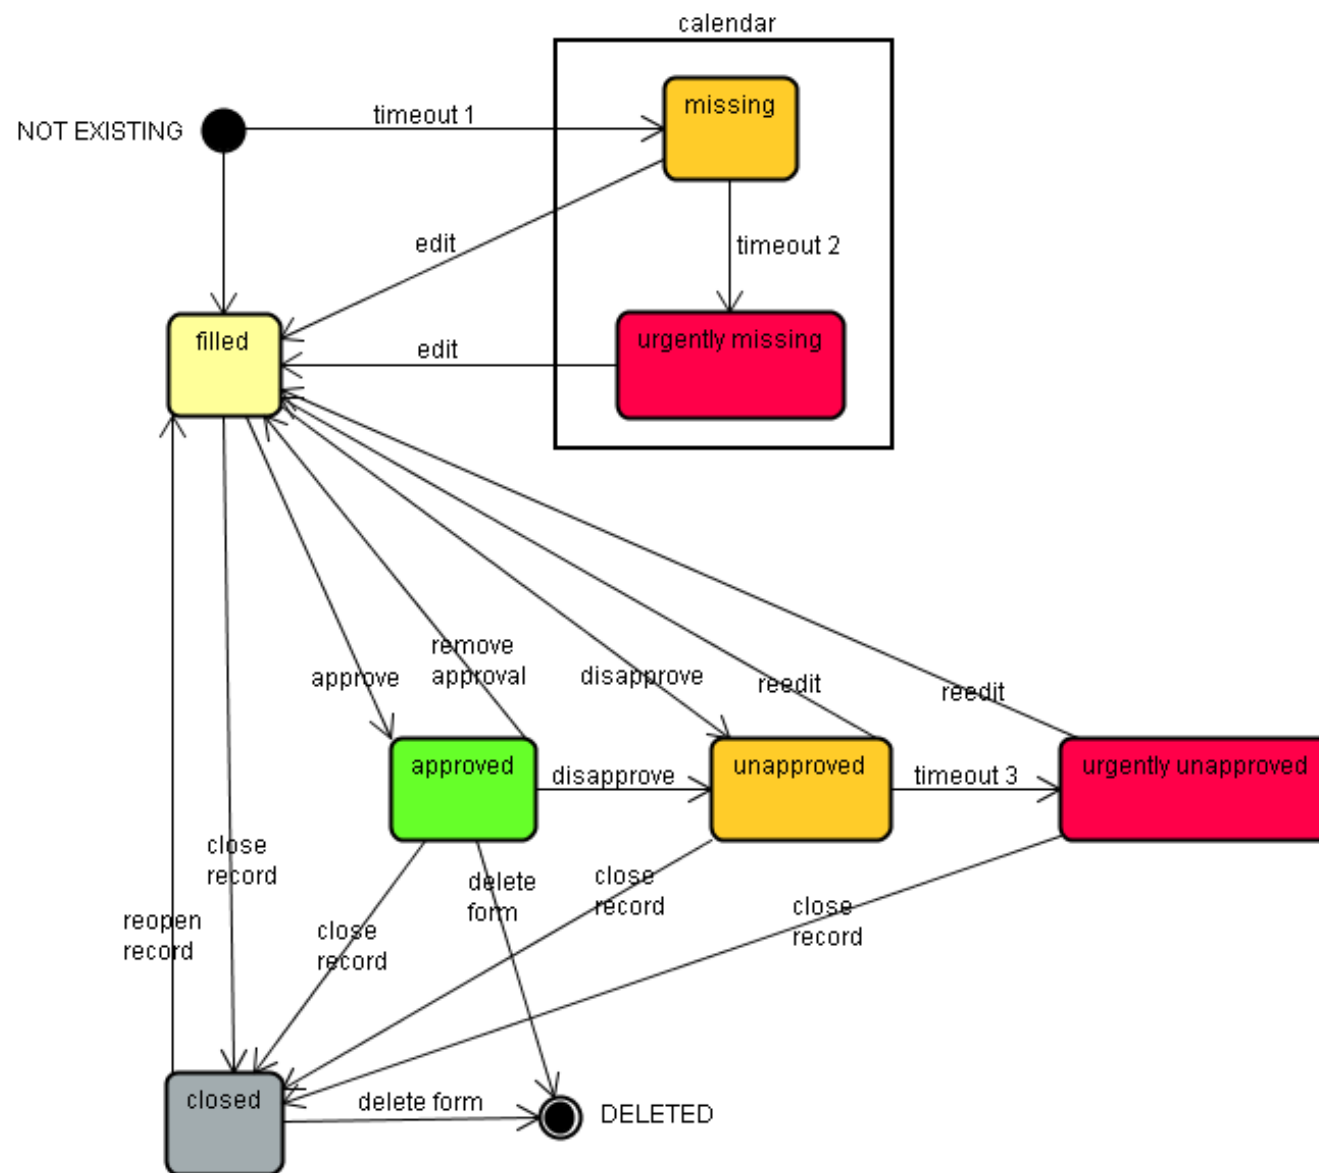 calendar
missing
timeout 1
NOT EXISTING
edit
timeout 2
filled
urgently missing
edit
remove
approval
approve
disapprove
reedit
reedit
approved
disapprove
unapproved
timeout 3
urgently unapproved
close
record
delete
form
close
record
close
record
reopen
record
close
record
closed
delete form
DELETED